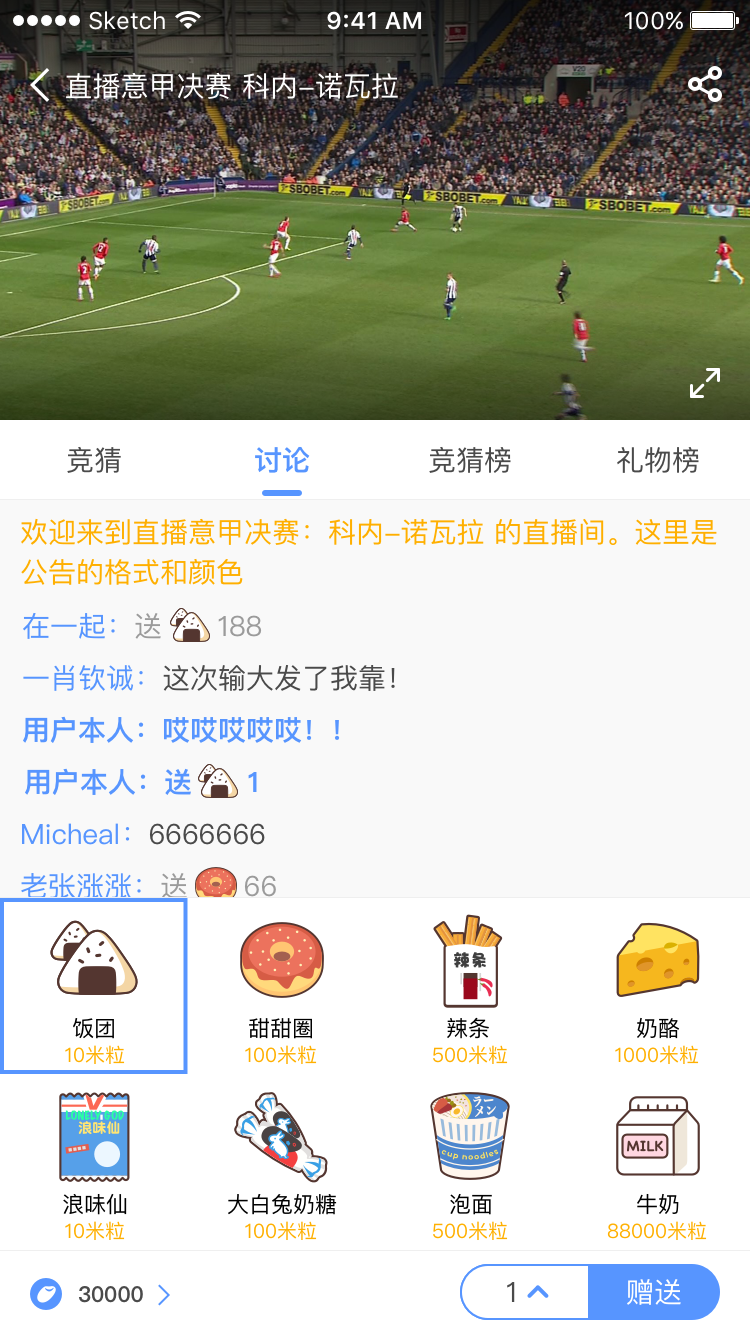 Sketch 9:41 AM 100%
直播意甲决赛 科内-诺瓦拉
SBOBET.com SBOBET.com SBOBET.com SBOBET.com
竞猜 讨论 竞猜榜 礼物榜
欢迎来到直播意甲决赛：科内-诺瓦拉 的直播间。这里是
公告的格式和颜色
在一起：送 188
一肖钦诚：这次输大发了我靠！
用户本人：哎哎哎哎哎！！
用户本人：送 1
Micheal：6666666
老张涨涨：送 66
辣条
饭团 甜甜圈 辣条 奶酪
10米粒 100米粒 500米粒 1000米粒
LONELY GOD
浪味仙
ラーメン
cup noodles
MILK
浪味仙 大白兔奶糖 泡面 牛奶
10米粒 100米粒 500米粒 88000米粒
30000 1 赠送